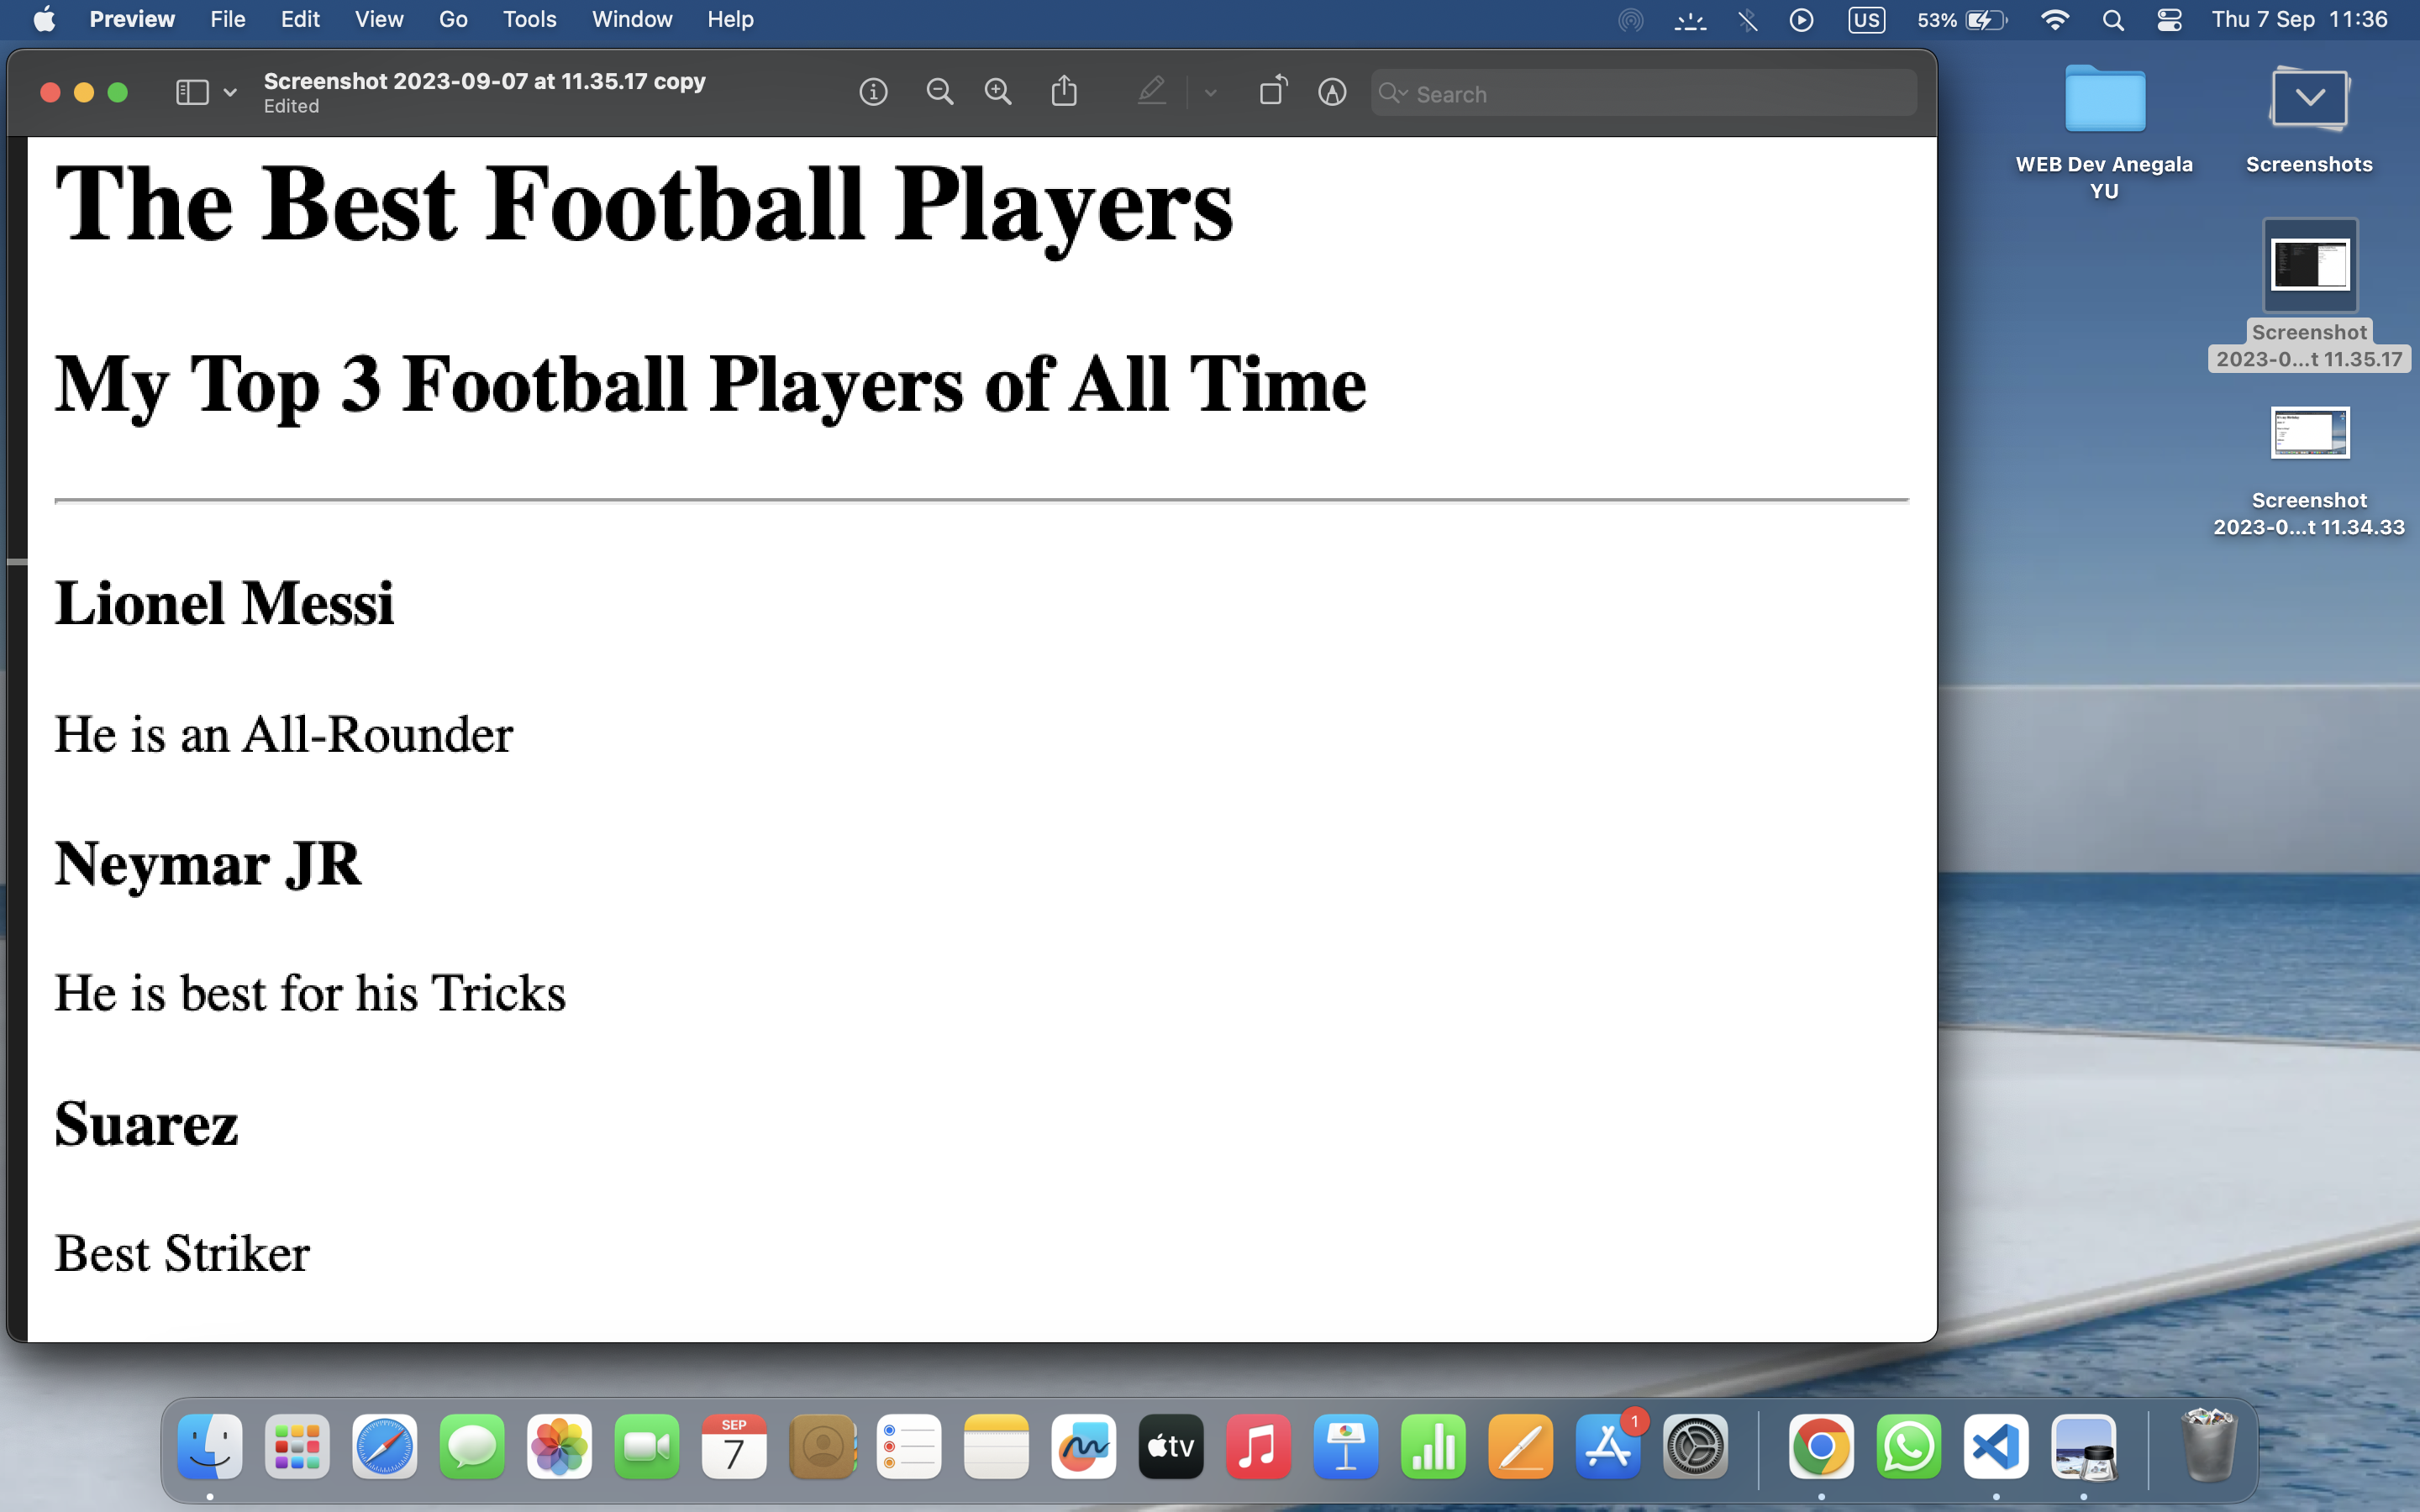 Preview File Edit View Go Tools Window Help US 53% Thu 7 Sep 11:36
Screenshot 2023-09-07 at 11.35.17 copy
Edited
Search
The Best Football Players
My Top 3 Football Players of All Time
Lionel Messi
He is an All-Rounder
Neymar JR
He is best for his Tricks
Suarez
Best Striker
WEB Dev Anegala
YU
Screenshots
Screenshot
2023-0...t 11.35.17
Screenshot
2023-0...t 11.34.33
SEP
7
tv
1